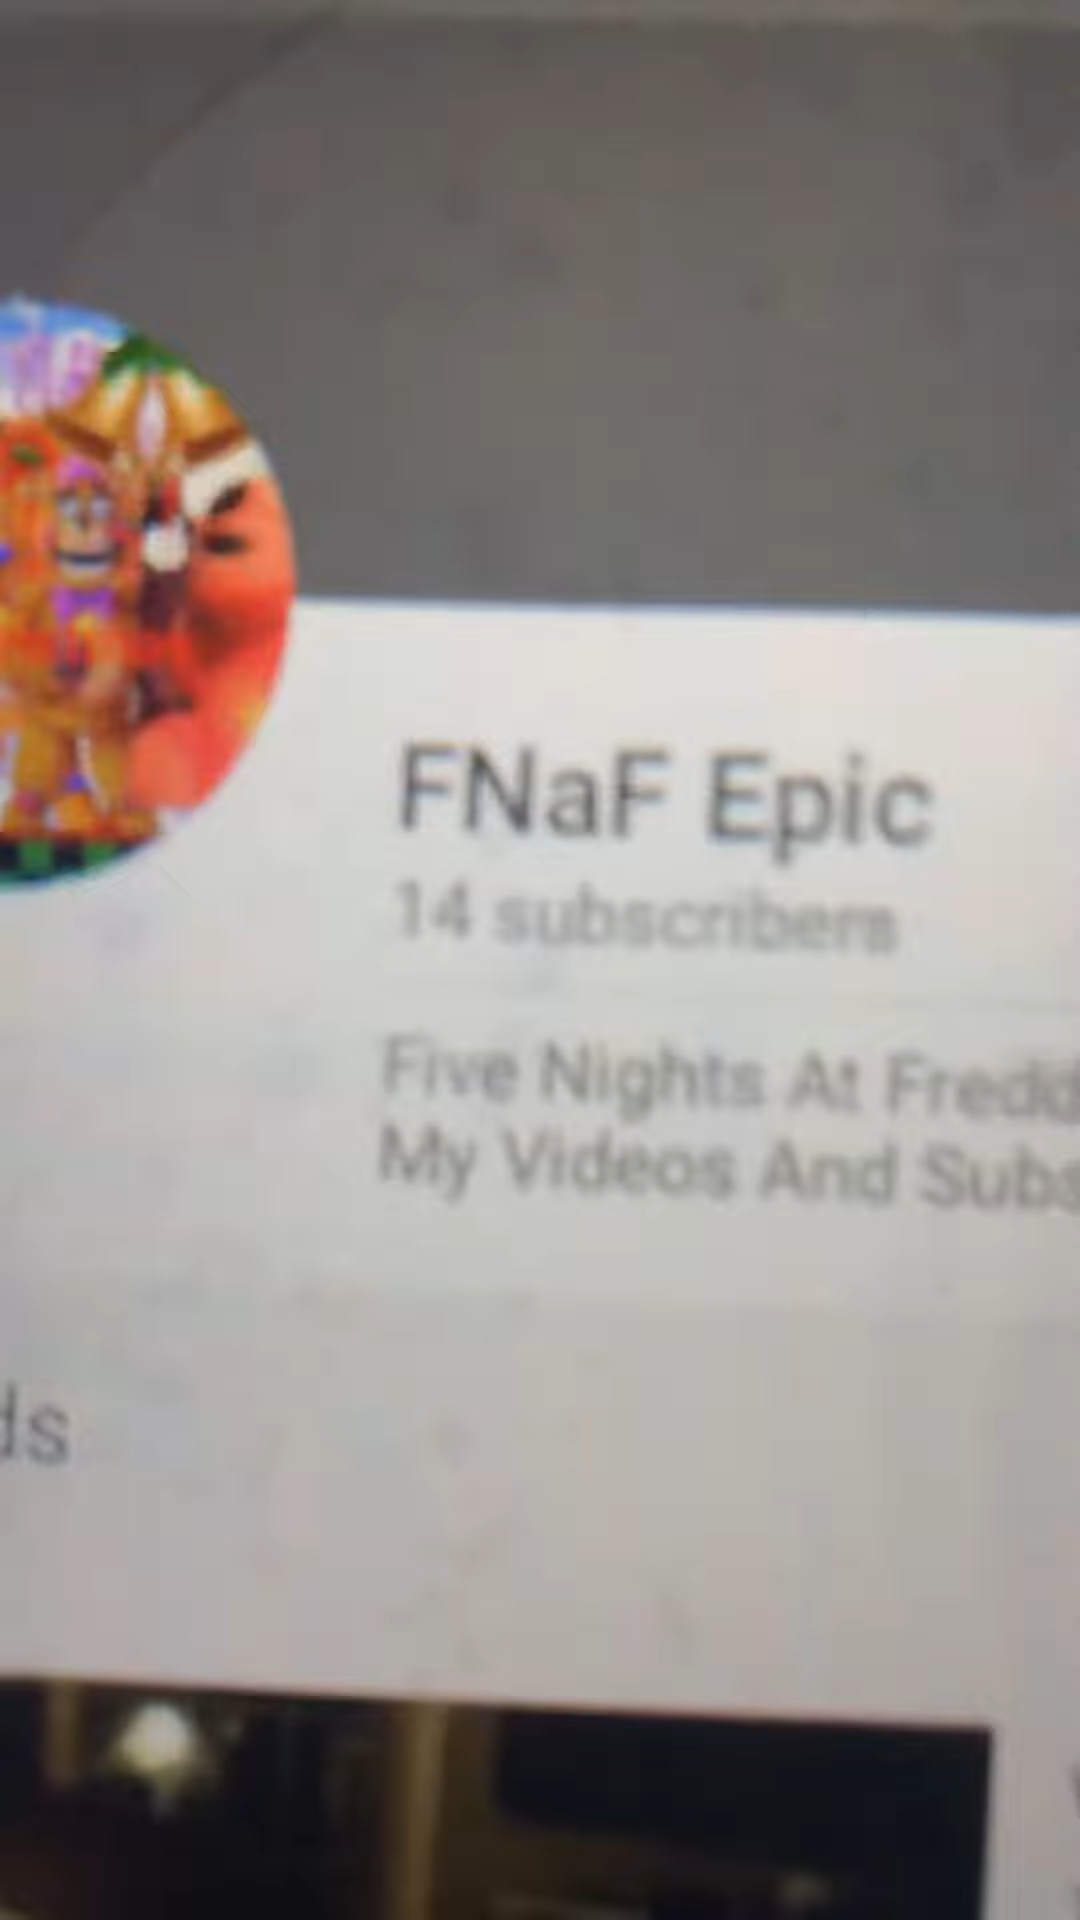 FNaF Epic
14 subscribers
Five Nights At Fredd
My Videos And Subs
ds